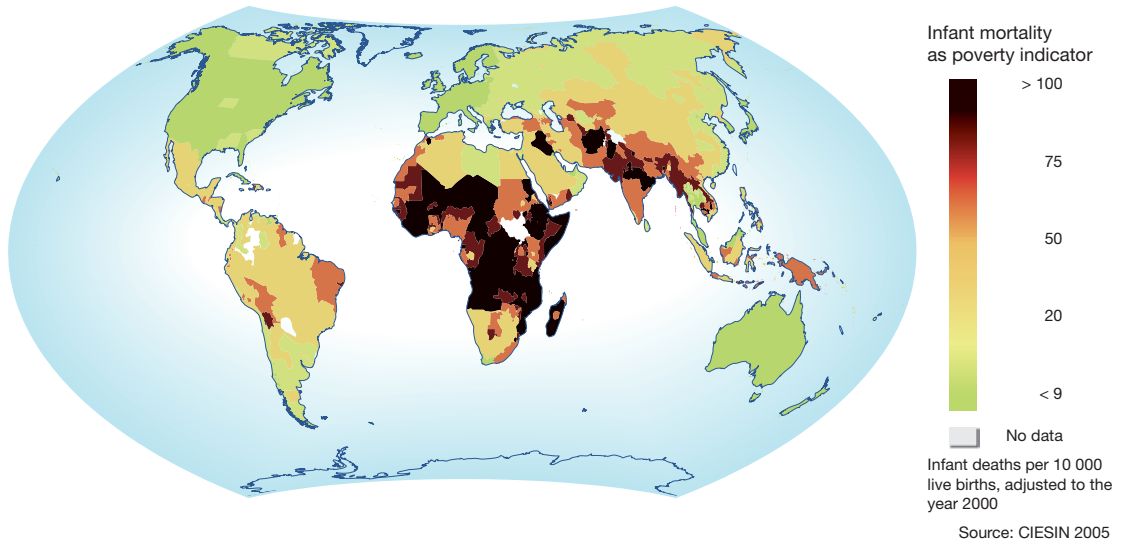 Infant mortality
as poverty indicator
> 100
75
50
20
< 9
No data
Infant deaths per 10 000
live births, adjusted to the
year 2000
Source: CIESIN 2005